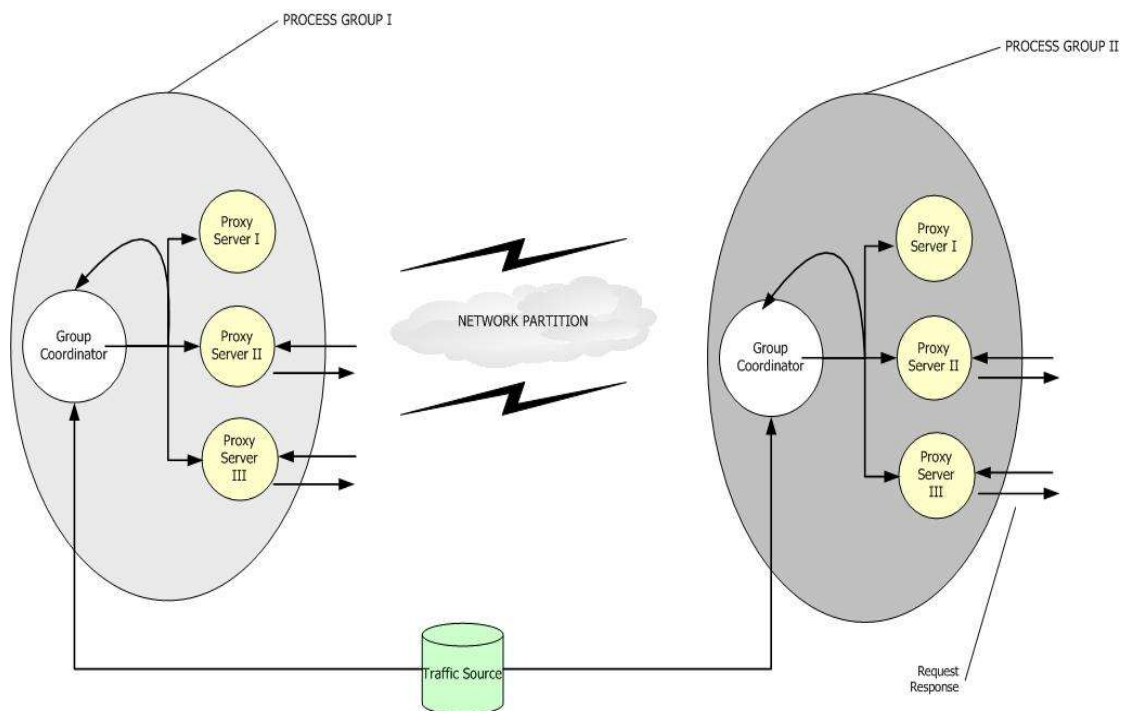 PROCESS GROUP I
PROCESS GROUP II
Proxy
Server I
Proxy
Server II
Proxy
Server
III
Group
Coordinator
NETWORK PARTITION
Proxy
Server I
Proxy
Server II
Proxy
Server
III
Group
Coordinator
Traffic Source
Request
Response